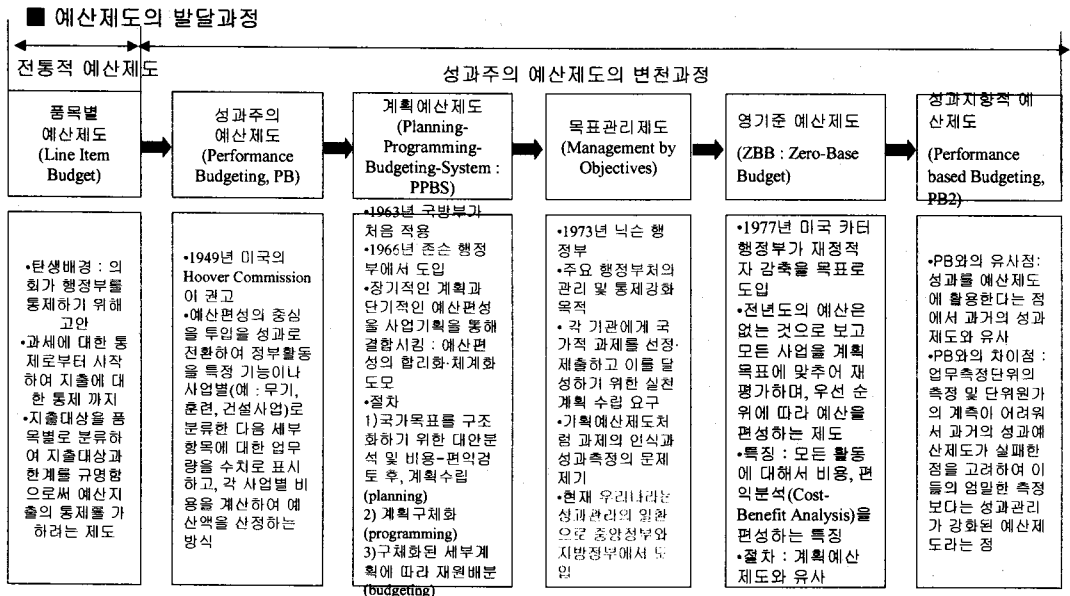 ■ 예산제도의 발달과정
전통적 예산제도
성과주의 예산제도의 변천과정
품목별
예산제도
(Line Item
Budget)
성과주의
예산제도
(Performance
Budgeting, PB)
계획예산제도
(Planning-
Programming-
Budgeting-System :
PPBS)
목표관리제도
(Management by
Objectives)
영기준 예산제도
(ZBB : Zero-Base
Budget)
성과지향적 예
산제도
(Performance
based Budgeting,
PB2)
•탄생배경 : 의
회가 행정부를
통제하기 위해
고안
•과세에 대한 통
제로부터 시작
하여 지출에 대
한 통제 까지
•지출대상을 품
목별로 분류하
여 지출대상과
한계를 규명함
으로써 예산지
출의 통제를 가
하려는 제도
•1949년 미국의
Hoover Commission
이 권고
•예산편성의 중심
을 투입을 성과로
전환하여 정부활동
을 특정 기능이나
사업별(예 : 무기,
훈련, 건설사업)로
분류한 다음 세부
항목에 대한 업무
량을 수치로 표시
하고, 각 사업별 비
용을 계산하여 예
산액을 산정하는
방식
•1963년 국방부가
처음 적용
•1966년 존슨 행정
부에서 도입
•장기적인 계획과
단기적인 예산편성
을 사업기획을 통해
결합시킴 : 예산편
성의 합리화·체계화
도모
•절차
1)국가목표를 구조
화하기 위한 대안분
석 및 비용-편익검
토 후, 계획수립
(planning)
2) 계획구체화
(programming)
3)구체화된 세부계
획에 따라 재원배분
(budgeting)
•1973년 닉슨 행
정부
•주요 행정부처의
관리 및 통제강화
목적
• 각 기관에게 국
가적 과제를 선정·
제출하고 이를 달
성하기 위한 실천
계획 수립 요구
•기획예산제도처
럼 과제의 인식과
성과측정의 문제
제기
•현재 우리나라는
성과관리의 일환
으로 중앙정부와
지방정부에서 도
입
•1977년 미국 카터
행정부가 재정적
자 감축을 목표로
도입
•전년도의 예산은
없는 것으로 보고
모든 사업을 계획
목표에 맞추어 재
평가하며, 우선 순
위에 따라 예산을
편성하는 제도
•특징 : 모든 활동
에 대해서 비용, 편
익분석(Cost-
Benefit Analysis)을
편성하는 특징
•절차 : 계획예산
제도와 유사
•PB와의 유사점:
성과를 예산제도
에 활용한다는 점
에서 과거의 성과
제도와 유사
•PB와의 차이점 :
업무측정단위의
측정 및 단위원가
의 계측이 어려워
서 과거의 성과예
산제도가 실패한
점을 고려하여 이
들의 엄밀한 측정
보다는 성과관리
가 강화된 예산제
도라는 점